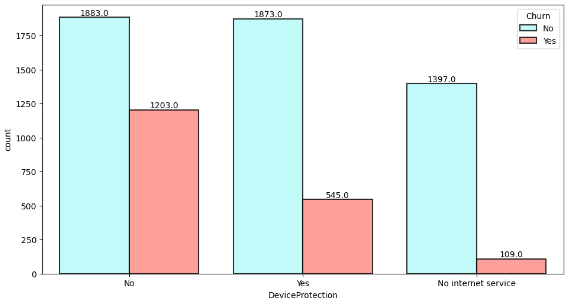 1883.0
1873.0
Churn
No
Yes
1750
1500
1397.0
1250
1203.0
count
1000
750
545.0
500
250
109.0
0
No
Yes
No internet service
DeviceProtection